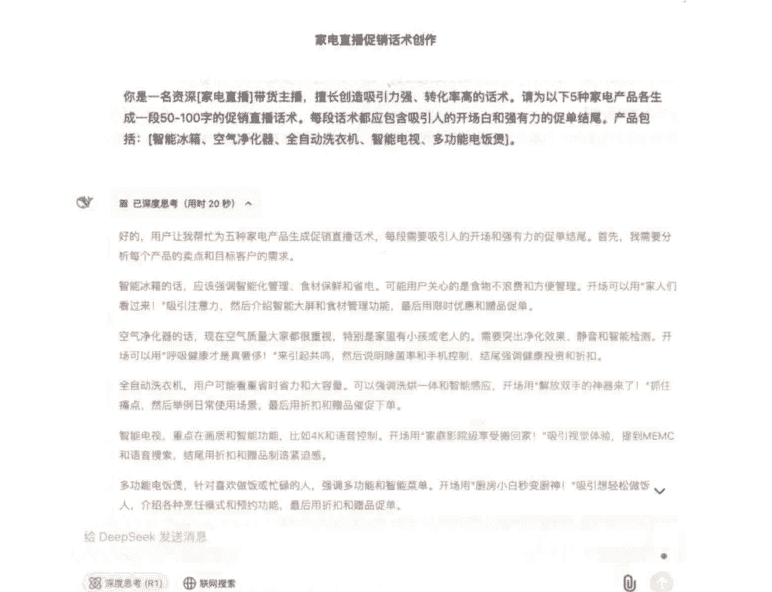 家电直播促销话术创作
你是一名资深[家电直播]带货主播，擅长创造吸引力强、转化率高的话术。请为以下5种家电产品各生
成一段50-100字的促销直播话术。每段话术都应包含吸引人的开场白和强有力的促单结尾。产品包
括：[智能冰箱、空气净化器、全自动洗衣机、智能电视、多功能电饭煲]。
已深度思考（用时 20 秒）
好的，用户让我帮忙为五种家电产品生成促销直播话术，每段需要吸引人的开场和强有力的促单结尾。首先，我需要分
析每个产品的卖点和目标客户的需求。
智能冰箱的话，应该强调智能化管理、食材保鲜和省电。可能用户关心的是食物不浪费和方便管理。开场可以用“家人们
看过来！”吸引注意力，然后介绍智能大屏和食材管理功能，最后用限时优惠和赠品促单。
空气净化器的话，现在空气质量大家都很重视，特别是家里有小孩或老人的。需要突出净化效果、静音和智能检测。开
场可以用“呼吸健康才是真奢侈！”来引起共鸣，然后说明除菌率和手机控制，结尾强调健康投资和折扣。
全自动洗衣机，用户可能看重省时省力和大容量。可以强调洗烘一体和智能感应，开场用“解放双手的神器来了！”抓住
痛点，然后举例日常使用场景，最后用折扣和赠品催促下单。
智能电视，重点在画质和智能功能，比如4K和语音控制。开场用“家庭影院级享受搬回家！”吸引视觉体验，提到MEMC
和语音搜索，结尾用折扣和赠品制造紧迫感。
多功能电饭煲，针对喜欢做饭或忙碌的人，强调多功能和智能菜单。开场用“厨房小白秒变厨神！”吸引想轻松做饭
人，介绍各种烹饪模式和预约功能，最后用折扣和赠品促单。
给 DeepSeek 发送消息
深度思考 (R1) 联网搜索